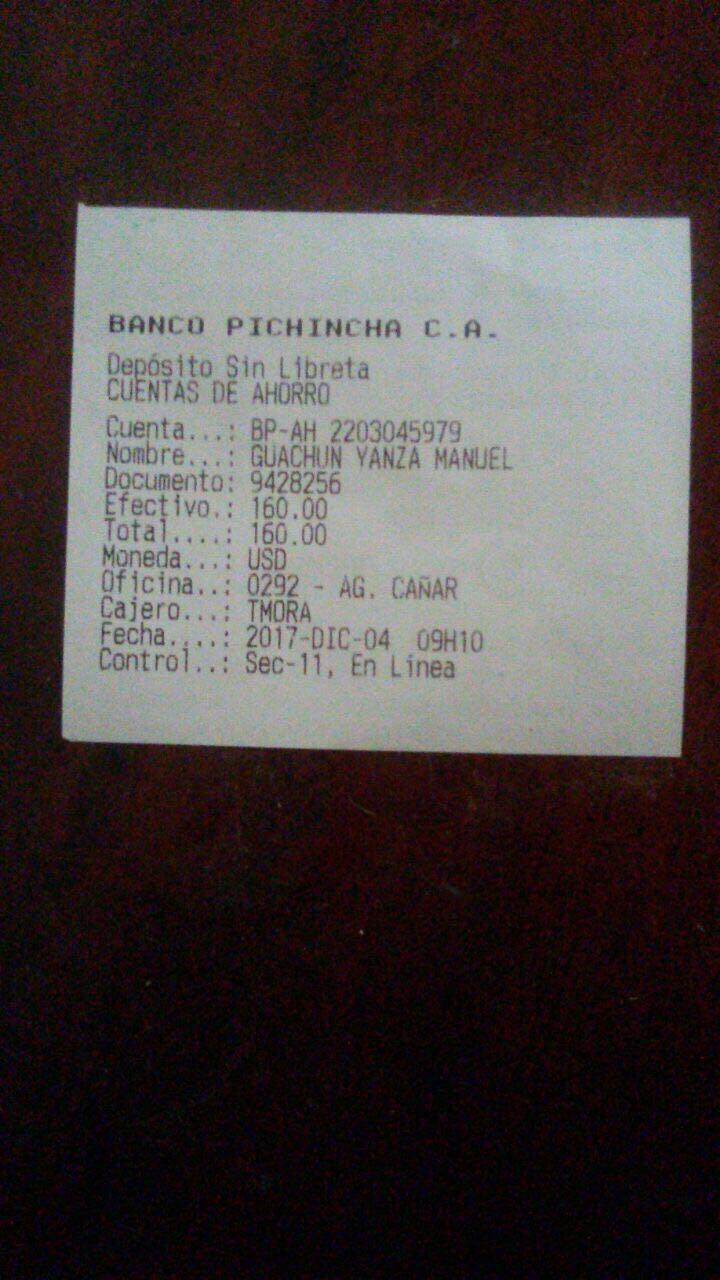 BANCO PICHINCHA C.A.
Depósito Sin Libreta
CUENTAS DE AHORRO
Cuenta...: BP-AH 2203045979
Nombre...: GUACHUN YANZA MANUEL
Documento: 9428256
Efectivo.: 160.00
Total....: 160.00
Moneda...: USD
Oficina..: 0292 - AG. CAÑAR
Cajero...: TMORA
Fecha....: 2017-DIC-04 09H10
Control..: Sec-11, En Línea